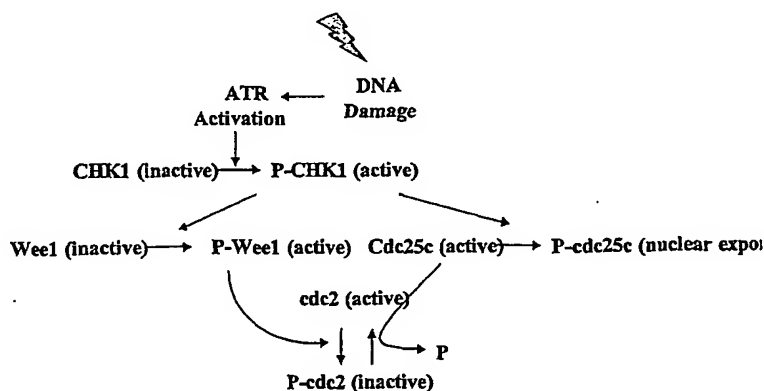 DNA
Damage
ATR
Activation
CHK1 (inactive) P-CHK1 (active)
Wee1 (inactive) P-Wee1 (active) Cdc25c (active) P-cdc25c (nuclear expo
cdc2 (active)
P
P-cdc2 (inactive)